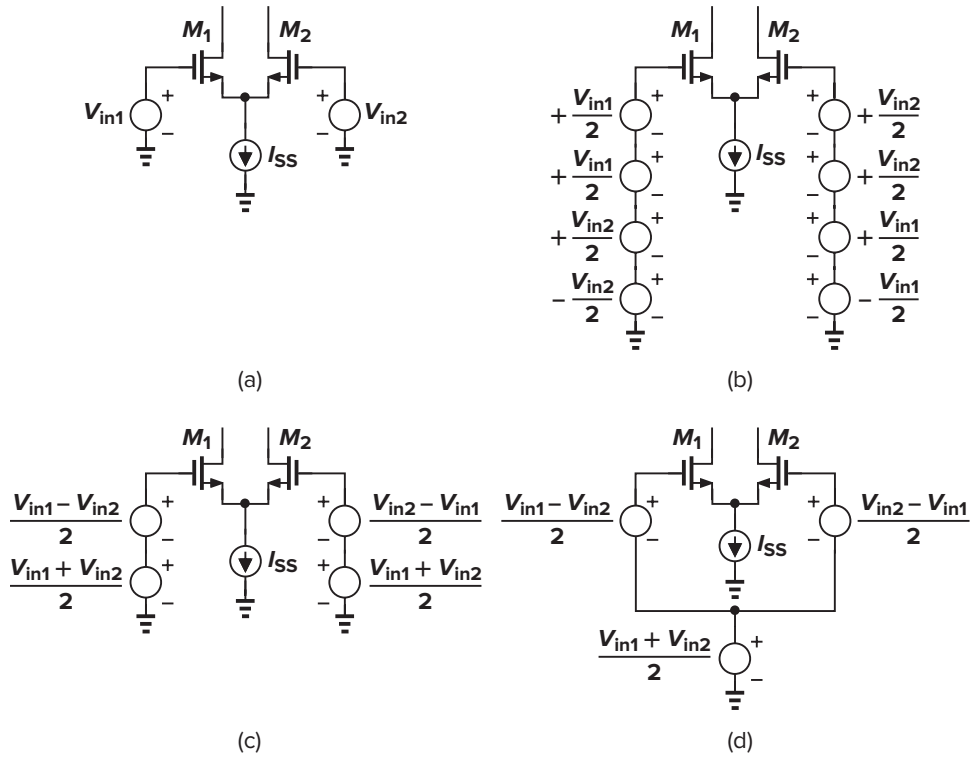 M1 M2
Vin1 + − + − Vin2
ISS
(a)
M1 M2
+ Vin1/2 + − + − + Vin2/2
ISS
+ Vin1/2 + − + − + Vin2/2
+ Vin2/2 + − + − + Vin1/2
− Vin2/2 + − + − − Vin1/2
(b)
M1 M2
Vin1 − Vin2
2
+ − + −
Vin2 − Vin1
2
ISS
Vin1 + Vin2
2
+ − + −
Vin1 + Vin2
2
(c)
M1 M2
Vin1 − Vin2
2
+ − + −
Vin2 − Vin1
2
ISS
Vin1 + Vin2
2
+ −
(d)